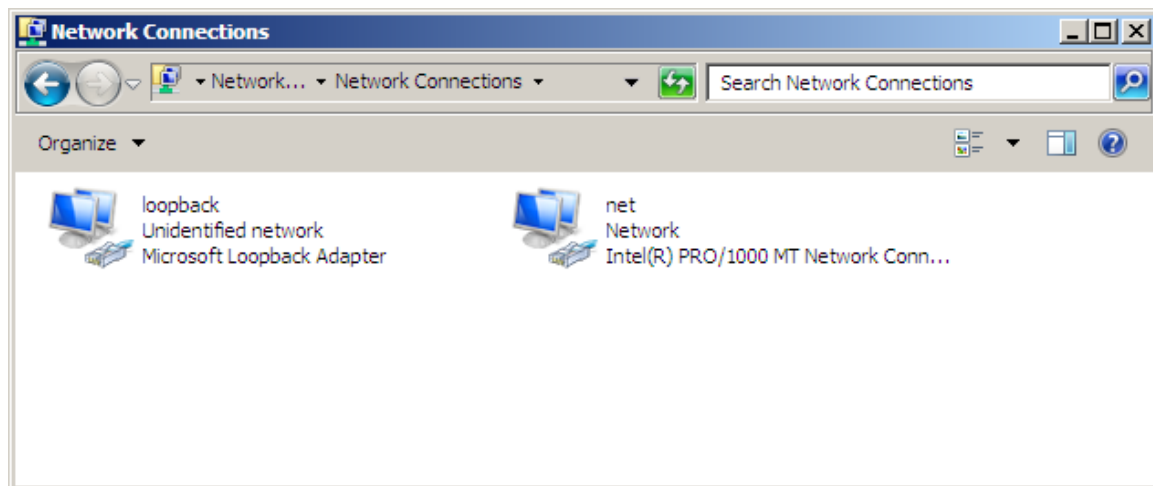 Network Connections
Network... Network Connections
Search Network Connections
Organize
loopback
Unidentified network
Microsoft Loopback Adapter
net
Network
Intel(R) PRO/1000 MT Network Conn...